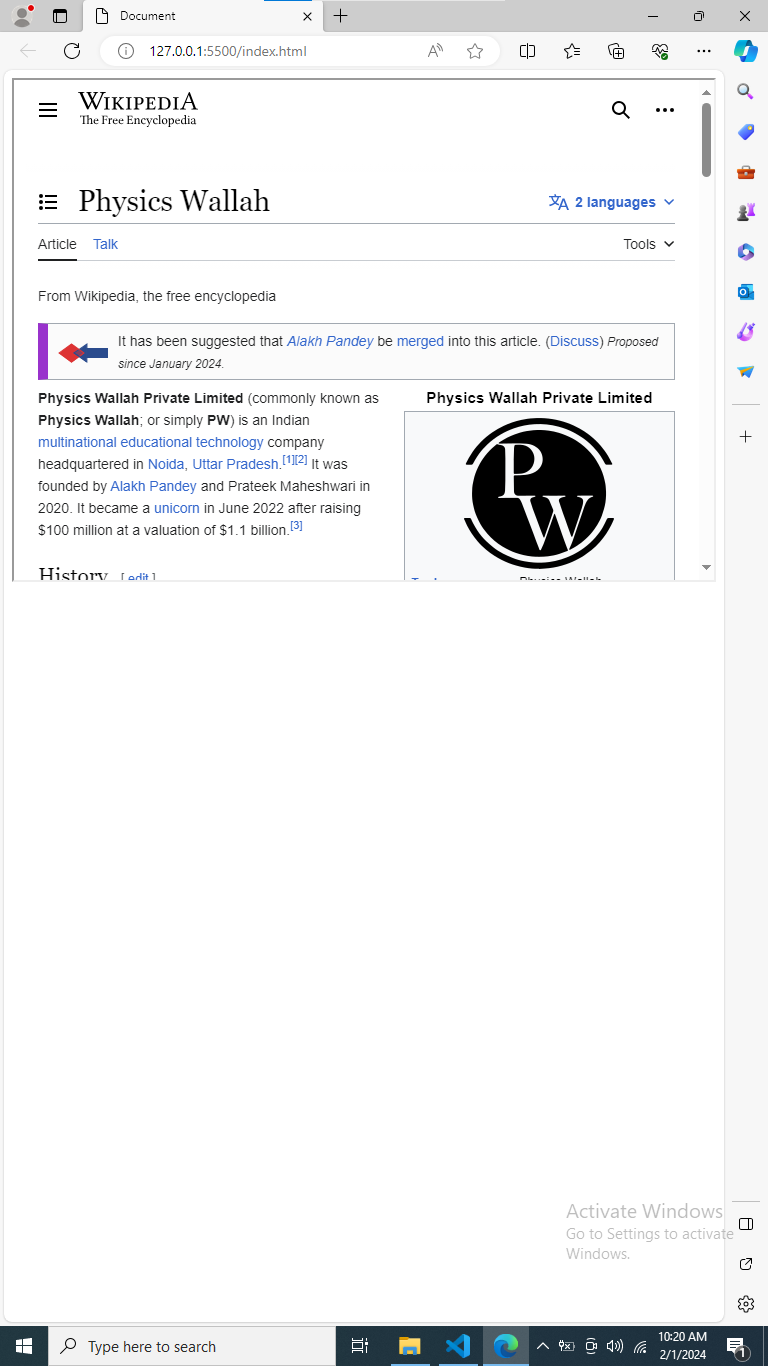 Document
127.0.0.1:5500/index.html
WIKIPEDIA
The Free Encyclopedia
Physics Wallah
2 languages
Article Talk Tools
From Wikipedia, the free encyclopedia
It has been suggested that Alakh Pandey be merged into this article. (Discuss) Proposed
since January 2024.
Physics Wallah Private Limited (commonly known as
Physics Wallah; or simply PW) is an Indian
multinational educational technology company
headquartered in Noida, Uttar Pradesh.[1][2] It was
founded by Alakh Pandey and Prateek Maheshwari in
2020. It became a unicorn in June 2022 after raising
$100 million at a valuation of $1.1 billion.[3]
Physics Wallah Private Limited
PW
History [ edit ]
Physics Wallah
Activate Windows
Go to Settings to activate
Windows.
Type here to search
10:20 AM
2/1/2024
1